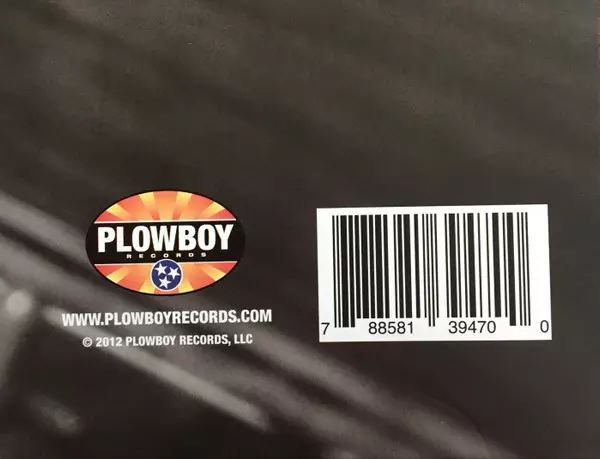 PLOWBOY
RECORDS
WWW.PLOWBOYRECORDS.COM
© 2012 PLOWBOY RECORDS, LLC
7 88581 39470 0